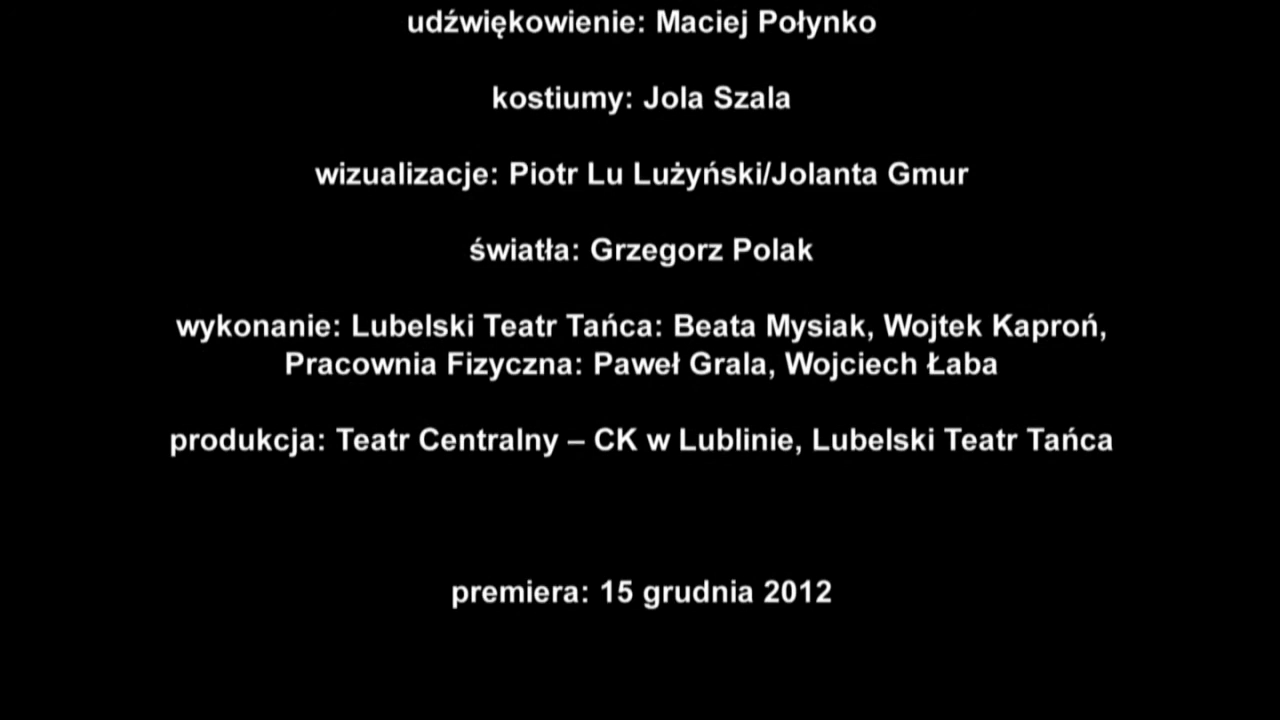 udźwiękowienie: Maciej Połynko
kostiumy: Jola Szala
wizualizacje: Piotr Lu Lużyński/Jolanta Gmur
światła: Grzegorz Polak
wykonanie: Lubelski Teatr Tańca: Beata Mysiak, Wojtek Kaproń,
Pracownia Fizyczna: Paweł Grala, Wojciech Łaba
produkcja: Teatr Centralny – CK w Lublinie, Lubelski Teatr Tańca
premiera: 15 grudnia 2012